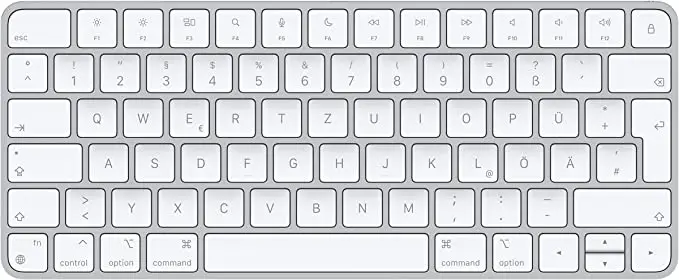 esc F1 F2 F3 F4 F5 F6 F7 F8 F9 F10 F11 F12
° ! " § $ % & / ( ) = ? `
^ 1 2 3 4 5 6 7 8 9 0 ß ´
Q W E € R T Z U I O P Ü * +
A S D F G H J K L @ Ö Ä ' #
> < Y X C V B N M ; , : . _ -
fn control option command command option